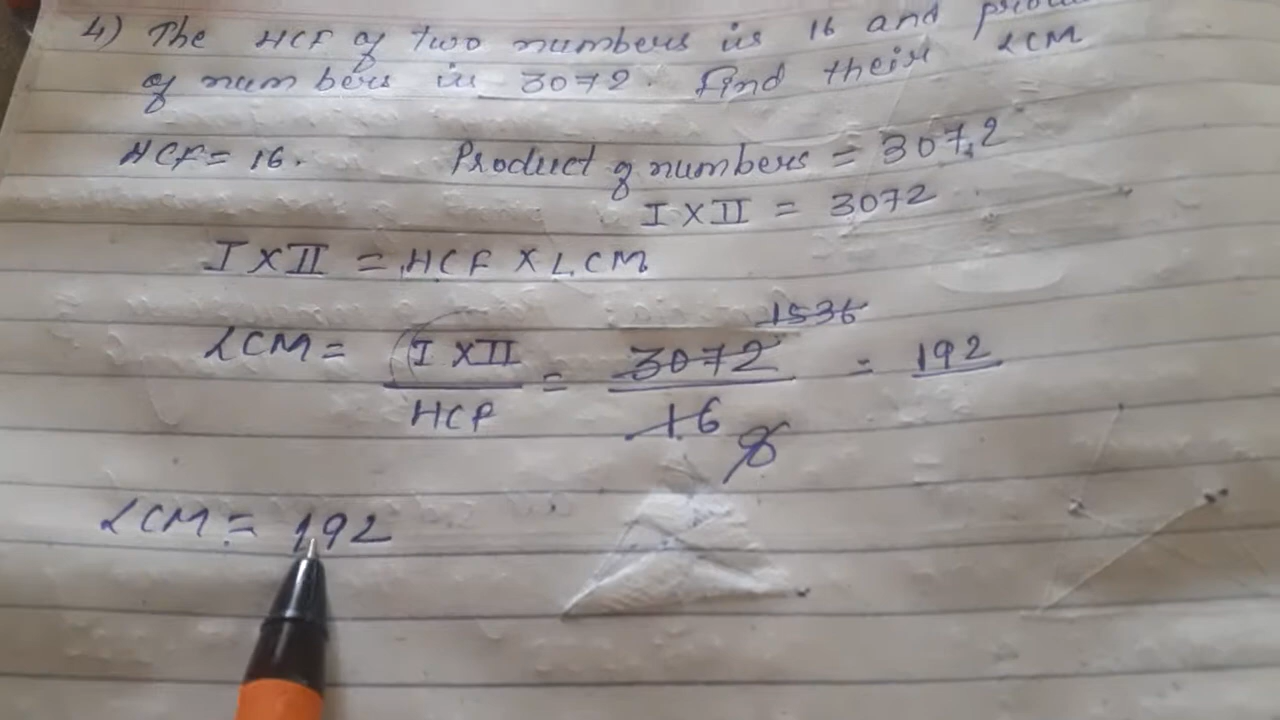 4) The HCF of two numbers is 16 and
of numbers is 3072. Find their LCM
HCF = 16. Product of numbers = 3072
I X II = 3072
I X II = HCF X LCM
1536
LCM = I X II / HCF = 3072 / 16 = 192
8
LCM = 192